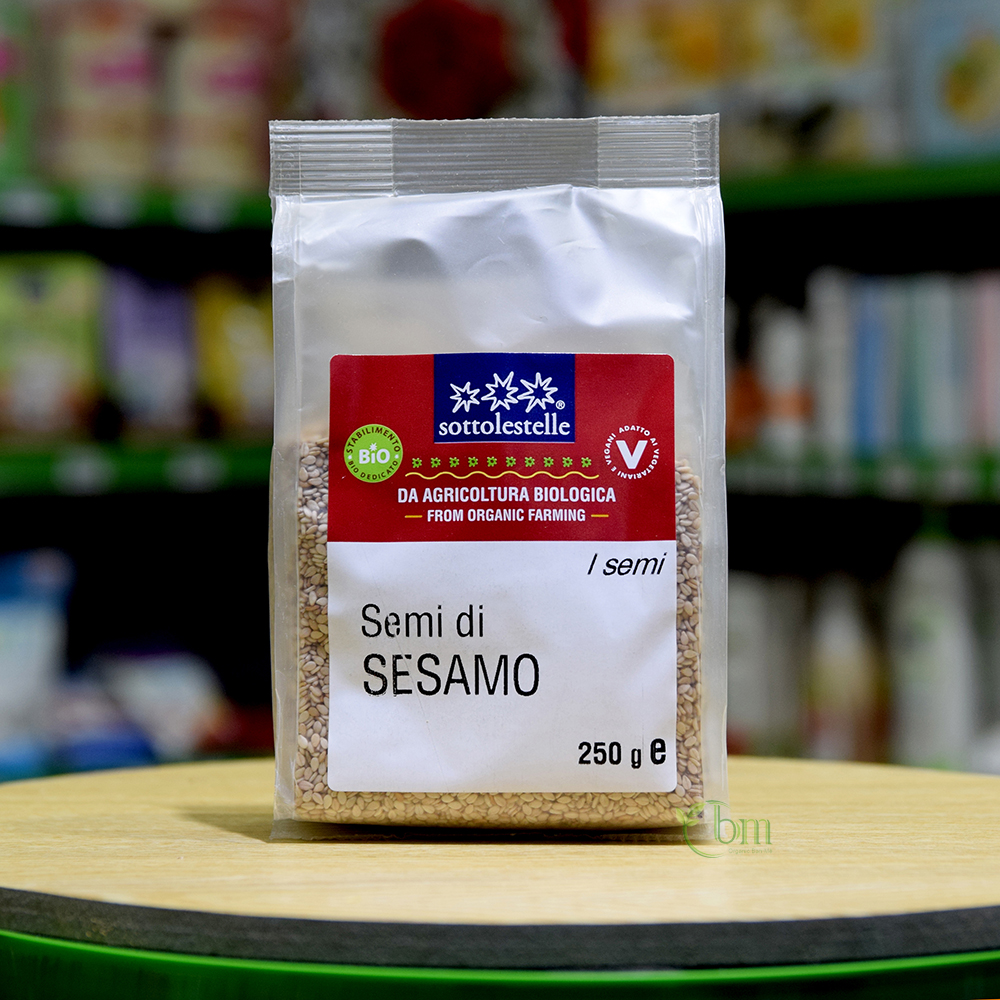 sottolestelle®
STABILIMENTO
BiO
BIO DEDICATO
ADATTO AI VEGETARIANI E VEGANI
V
DA AGRICOLTURA BIOLOGICA
FROM ORGANIC FARMING
I semi
Semi di
SESAMO
250 g e
bm